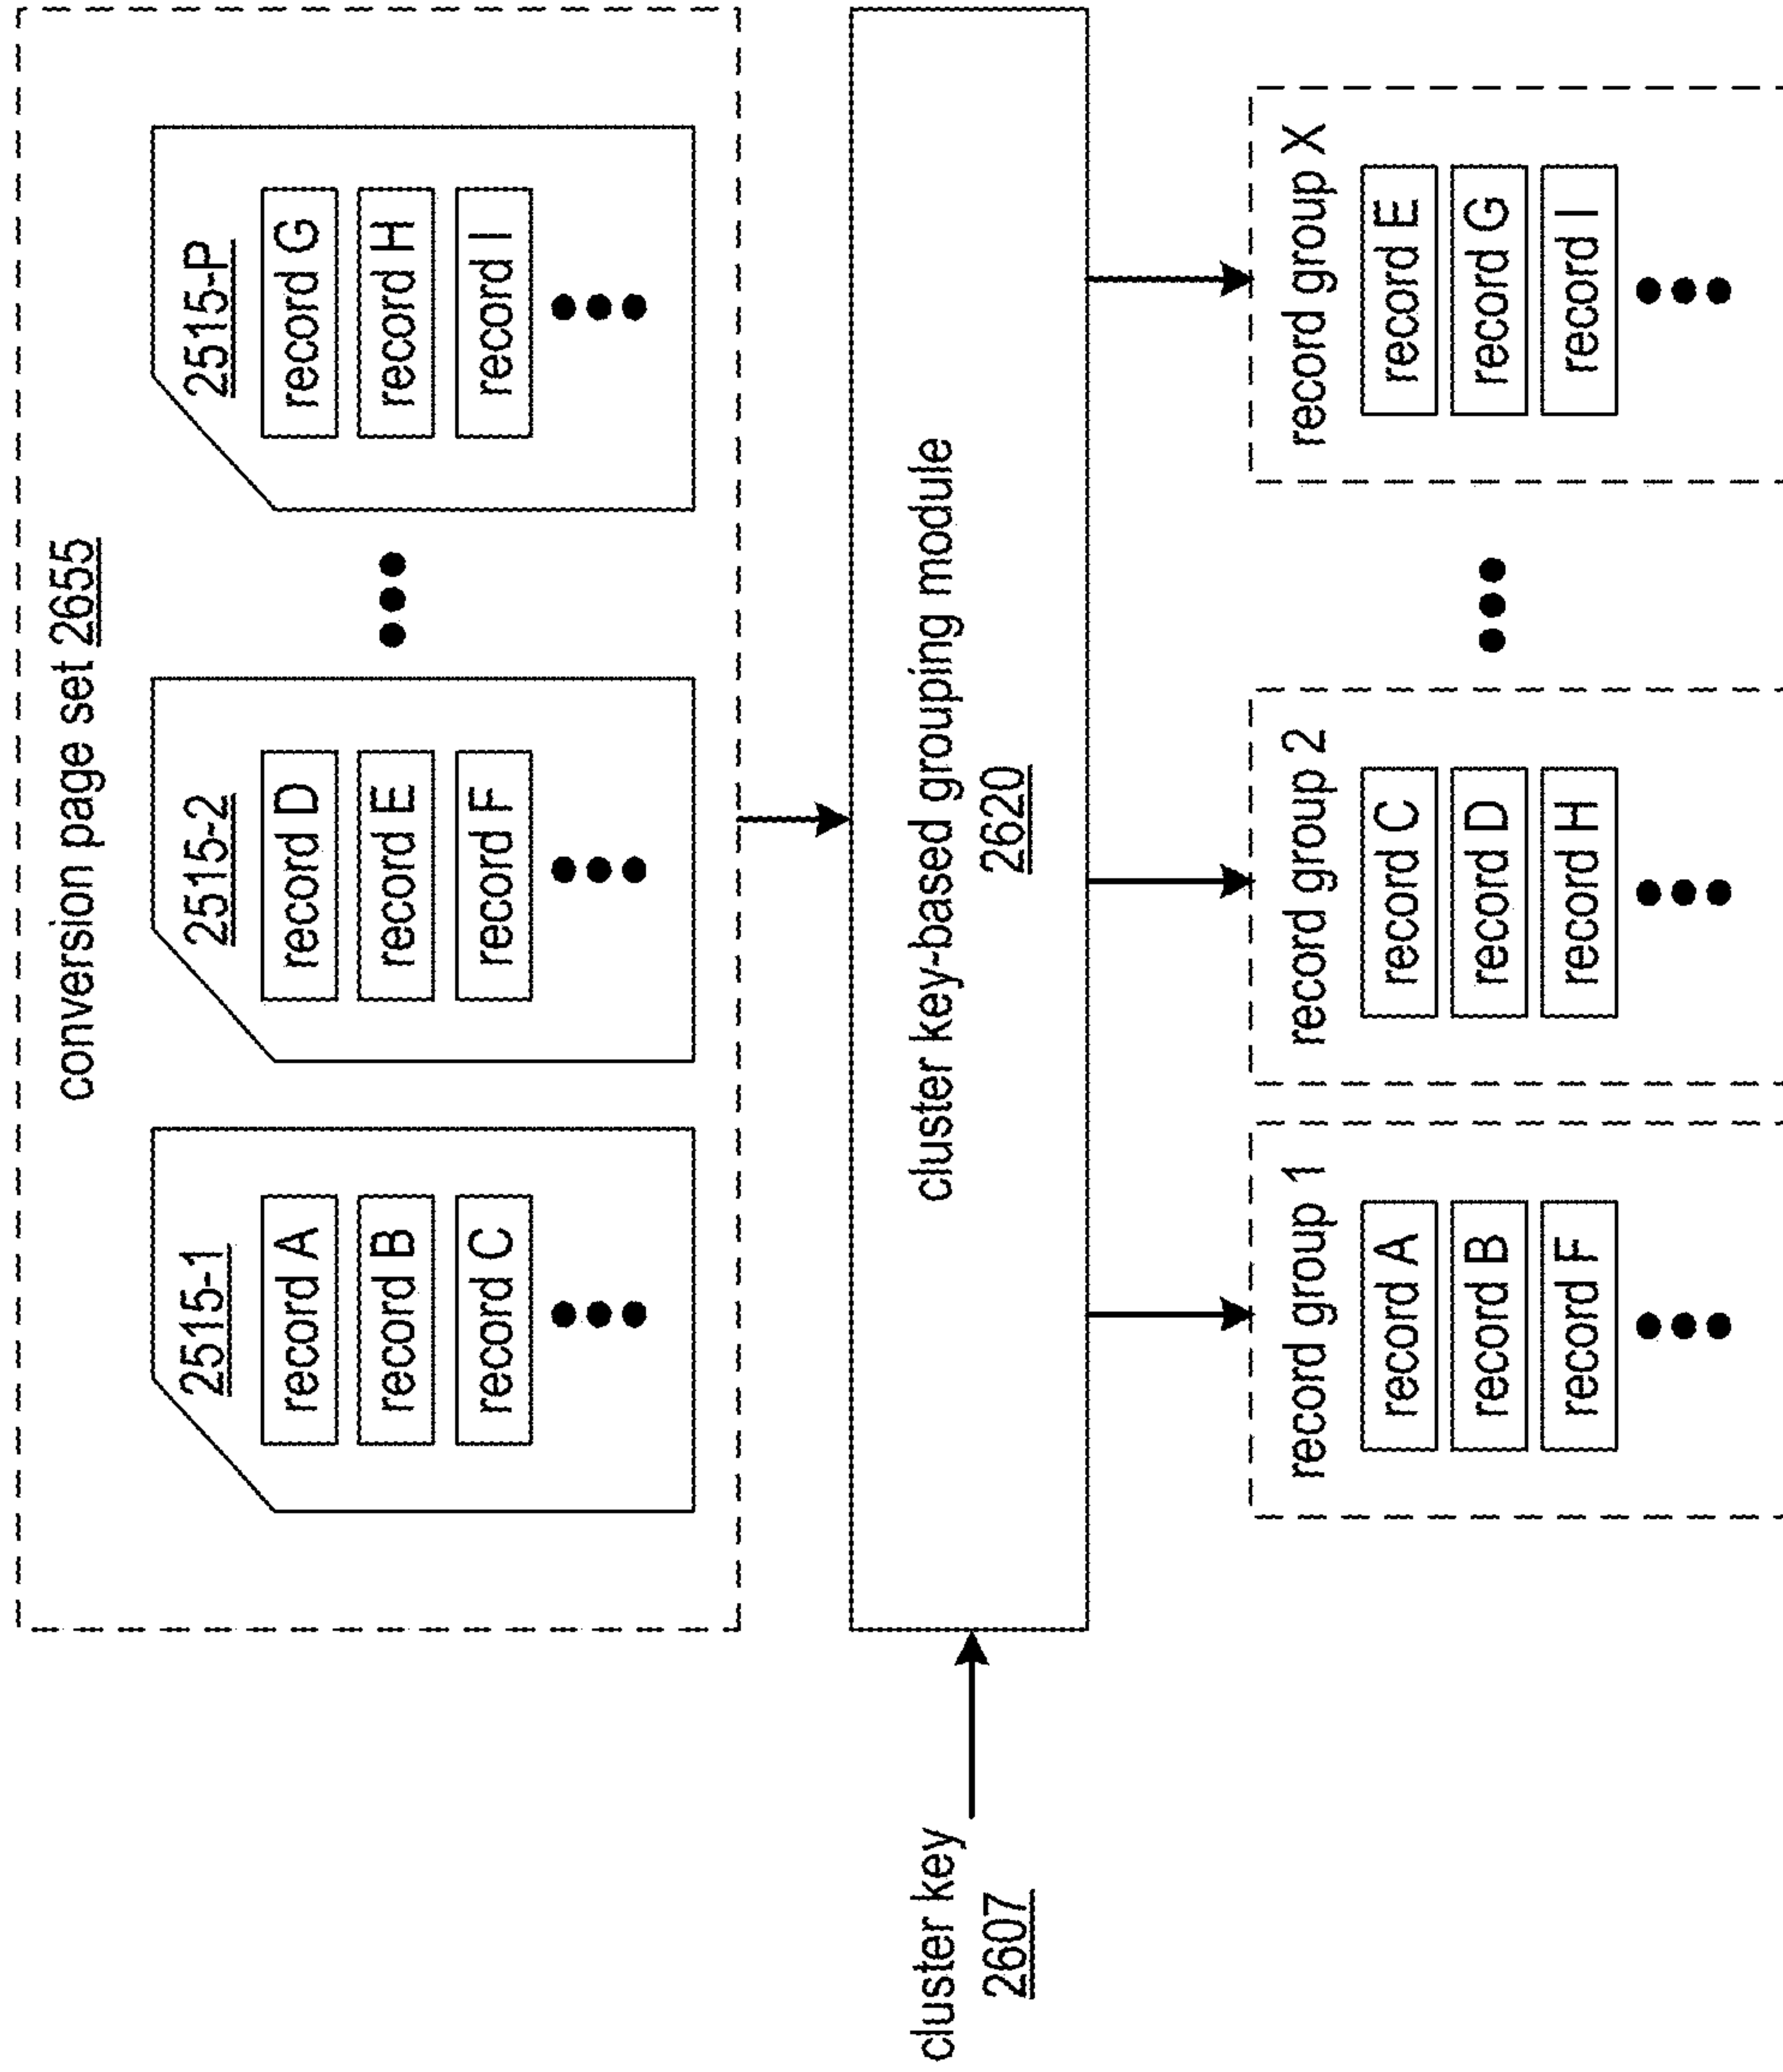 conversion page set 2655
2515-1
record A
record B
record C
2515-2
record D
record E
record F
2515-P
record G
record H
record I
cluster key
2607
cluster key-based grouping module
2620
record group 1
record A
record B
record F
record group 2
record C
record D
record H
record group X
record E
record G
record I